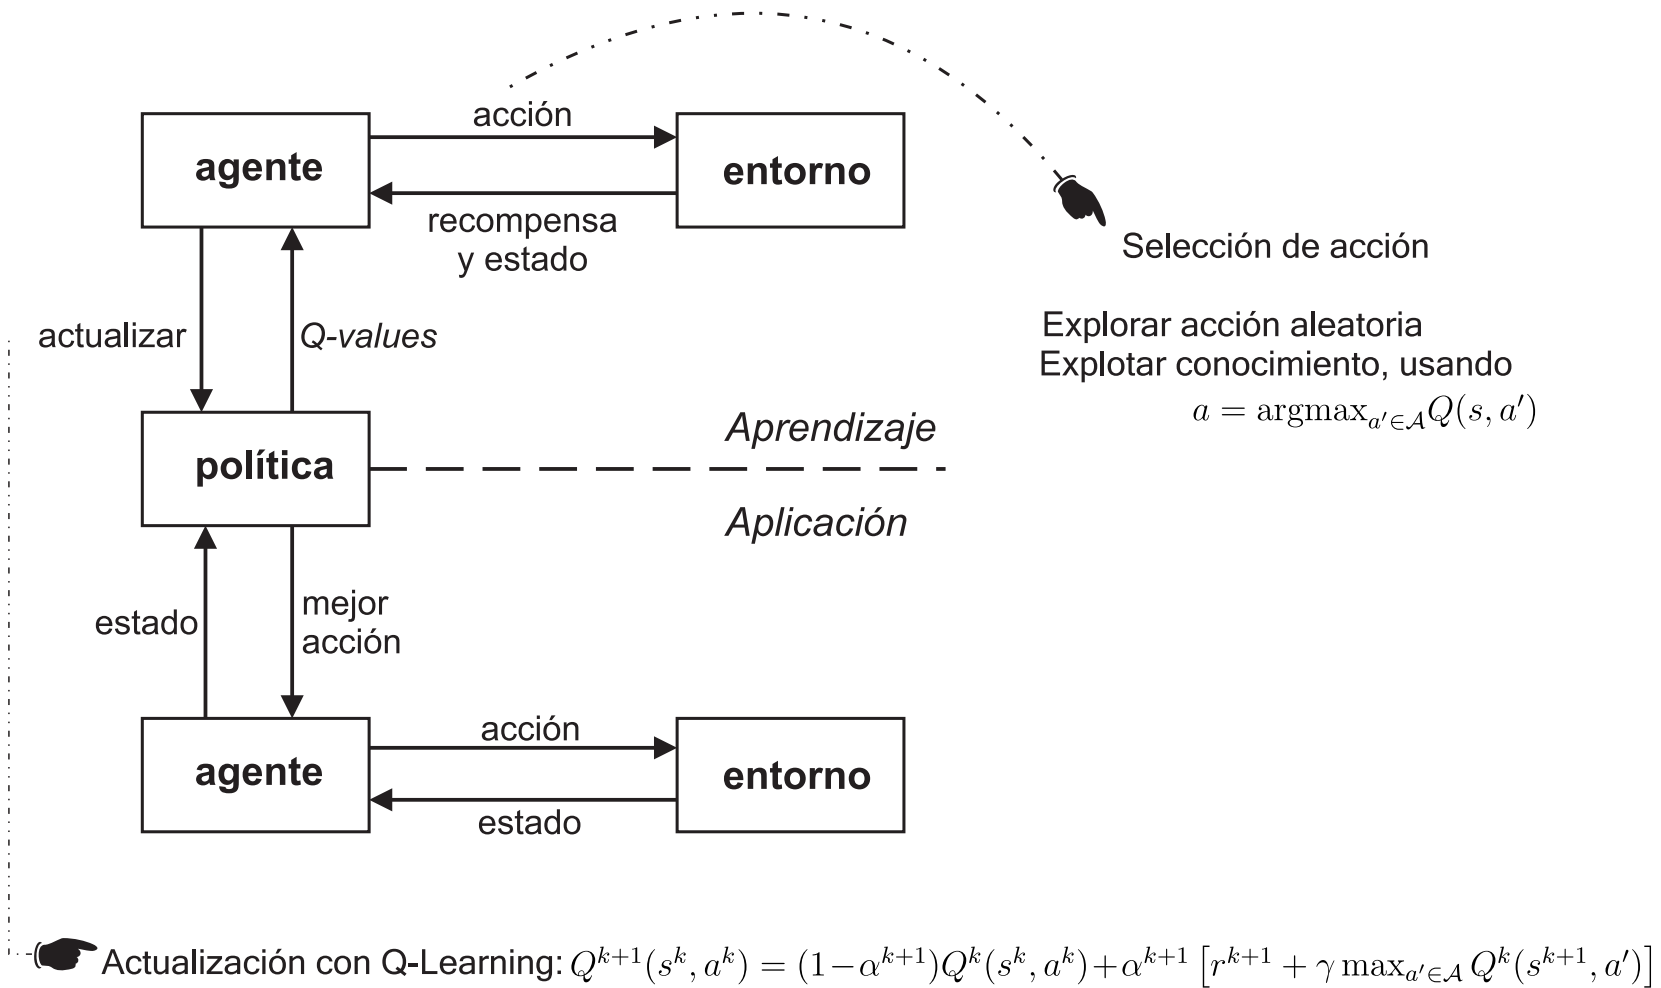 acción
agente
entorno
recompensa
y estado
Selección de acción
Explorar acción aleatoria
Explotar conocimiento, usando
a = argmax_{a′∈𝒜} Q(s, a′)
actualizar
Q-values
Aprendizaje
política
Aplicación
estado
mejor
acción
acción
agente
entorno
estado
Actualización con Q-Learning: Q^{k+1}(s^k, a^k) = (1−α^{k+1})Q^k(s^k, a^k)+α^{k+1} [r^{k+1} + γ max_{a′∈𝒜} Q^k(s^{k+1}, a′)]